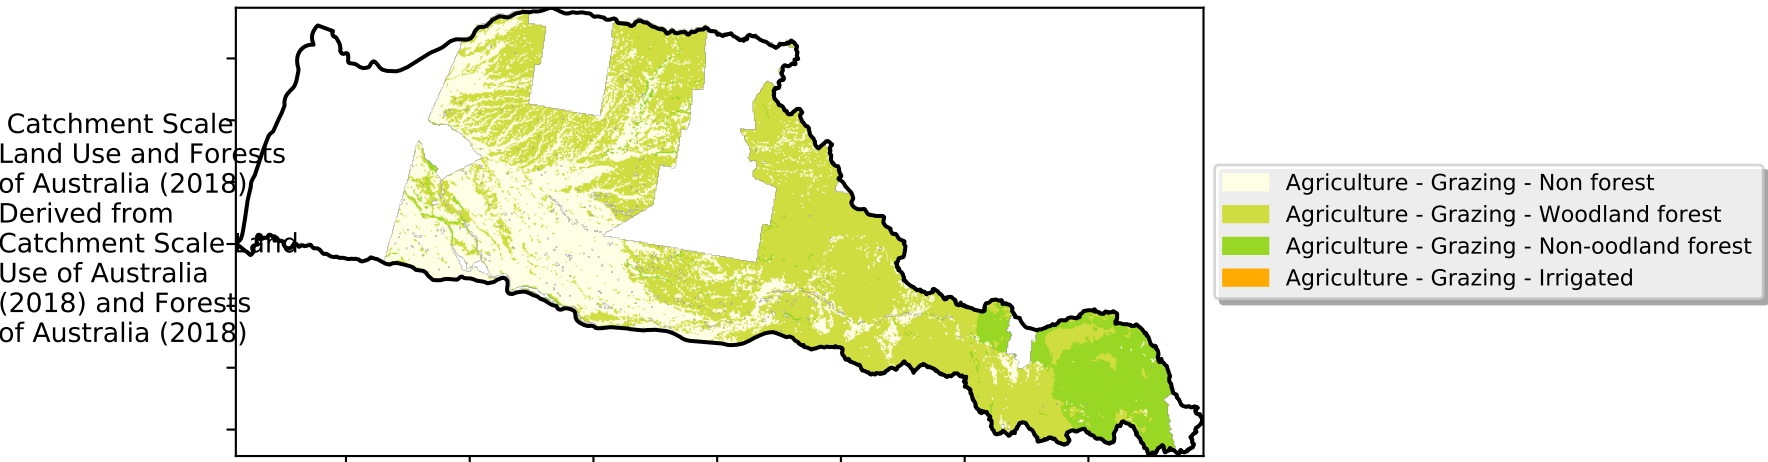 Catchment Scale
Land Use and Forests
of Australia (2018)
Derived from
Catchment Scale Land
Use of Australia
(2018) and Forests
of Australia (2018)
Agriculture - Grazing - Non forest
Agriculture - Grazing - Woodland forest
Agriculture - Grazing - Non-oodland forest
Agriculture - Grazing - Irrigated